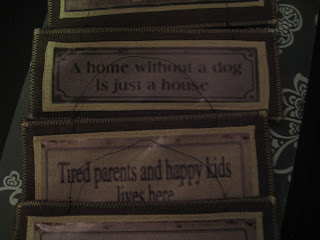 A home without a dog
is just a house
Tired parents and happy kids
lives here